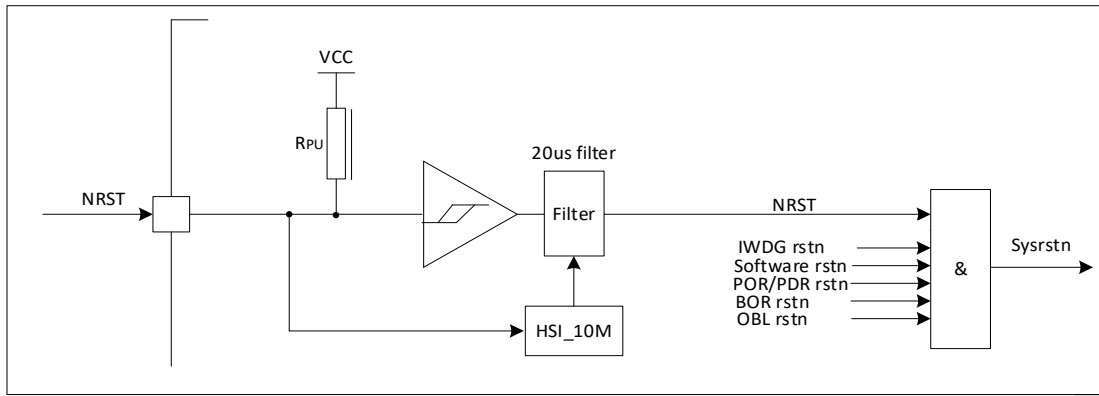 VCC
RPU
20us filter
NRST
Filter
NRST
IWDG rstn
Software rstn
POR/PDR rstn
BOR rstn
OBL rstn
&
Sysrstn
HSI_10M